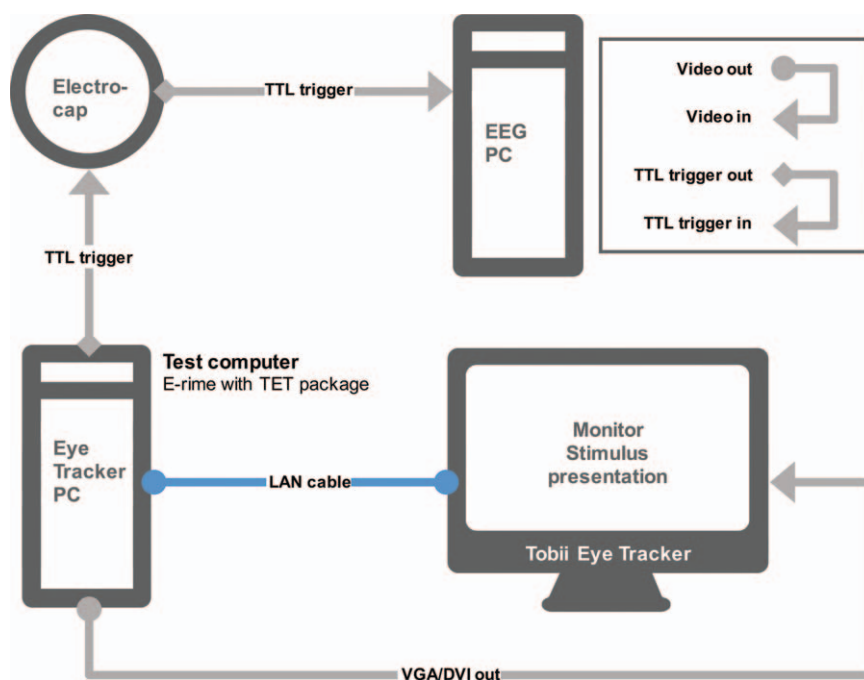 Electro-
cap
TTL trigger
EEG
PC
Video out
Video in
TTL trigger out
TTL trigger in
TTL trigger
Test computer
E-rime with TET package
Eye
Tracker
PC
LAN cable
Monitor
Stimulus
presentation
Tobii Eye Tracker
VGA/DVI out